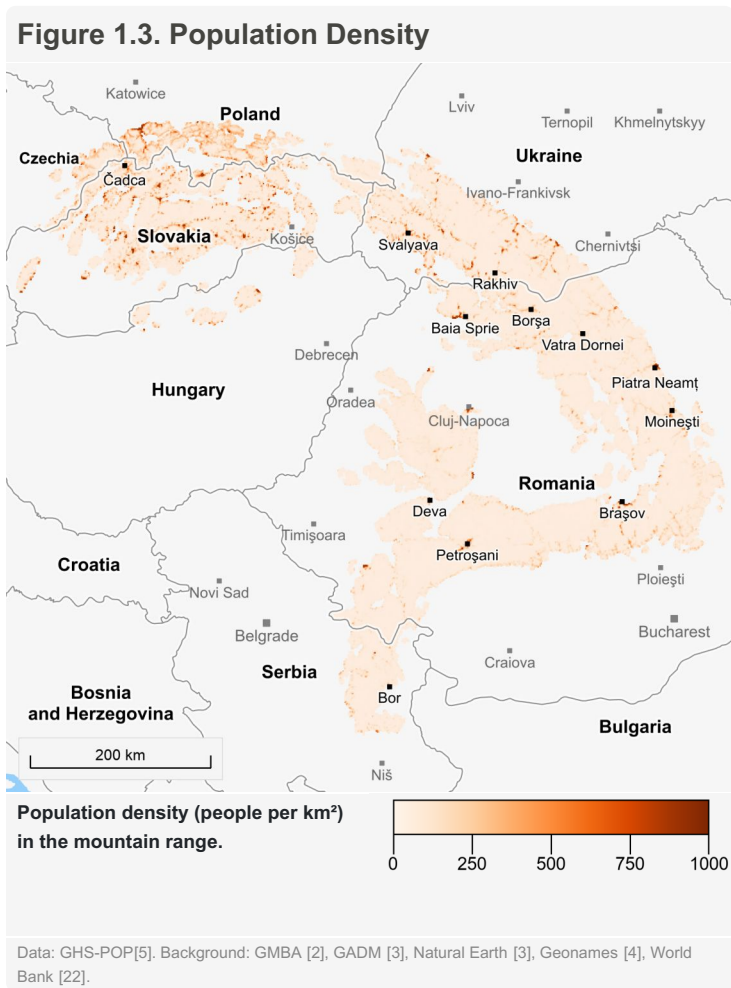 Figure 1.3. Population Density
Katowice
Poland
Lviv
Ternopil
Khmelnytskyy
Czechia
Čadca
Ukraine
Ivano-Frankivsk
Slovakia
Košice
Svalyava
Chernivtsi
Rakhiv
Baia Sprie
Borşa
Vatra Dornei
Debrecen
Piatra Neamţ
Hungary
Oradea
Cluj-Napoca
Moineşti
Romania
Deva
Braşov
Timişoara
Petroşani
Croatia
Novi Sad
Ploieşti
Belgrade
Bucharest
Serbia
Craiova
Bosnia
and Herzegovina
Bor
Bulgaria
200 km
Niš
Population density (people per km²)
in the mountain range.
0 250 500 750 1000
Data: GHS-POP[5]. Background: GMBA [2], GADM [3], Natural Earth [3], Geonames [4], World
Bank [22].